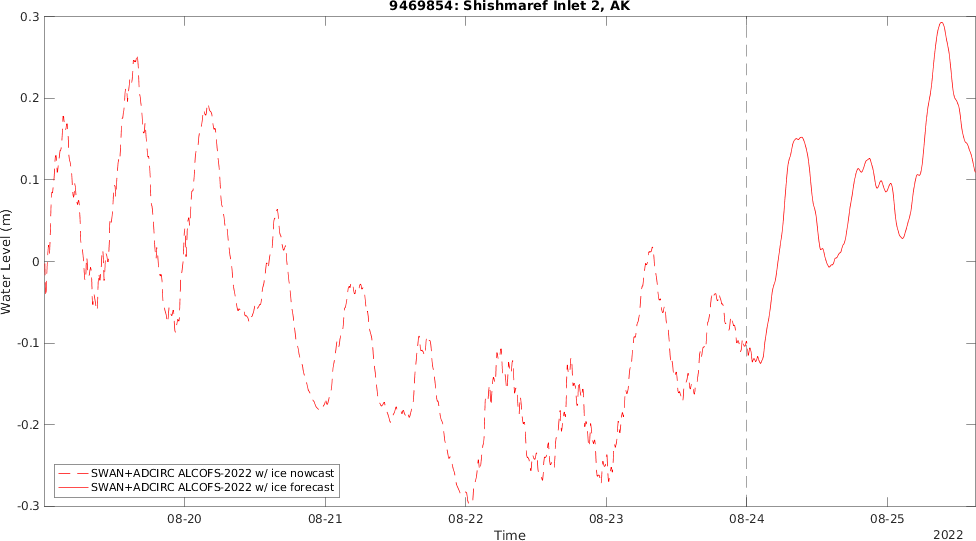 9469854: Shishmaref Inlet 2, AK
0.3
0.2
0.1
0
-0.1
-0.2
-0.3
Water Level (m)
SWAN+ADCIRC ALCOFS-2022 w/ ice nowcast
SWAN+ADCIRC ALCOFS-2022 w/ ice forecast
08-20 08-21 08-22 08-23 08-24 08-25
Time
2022